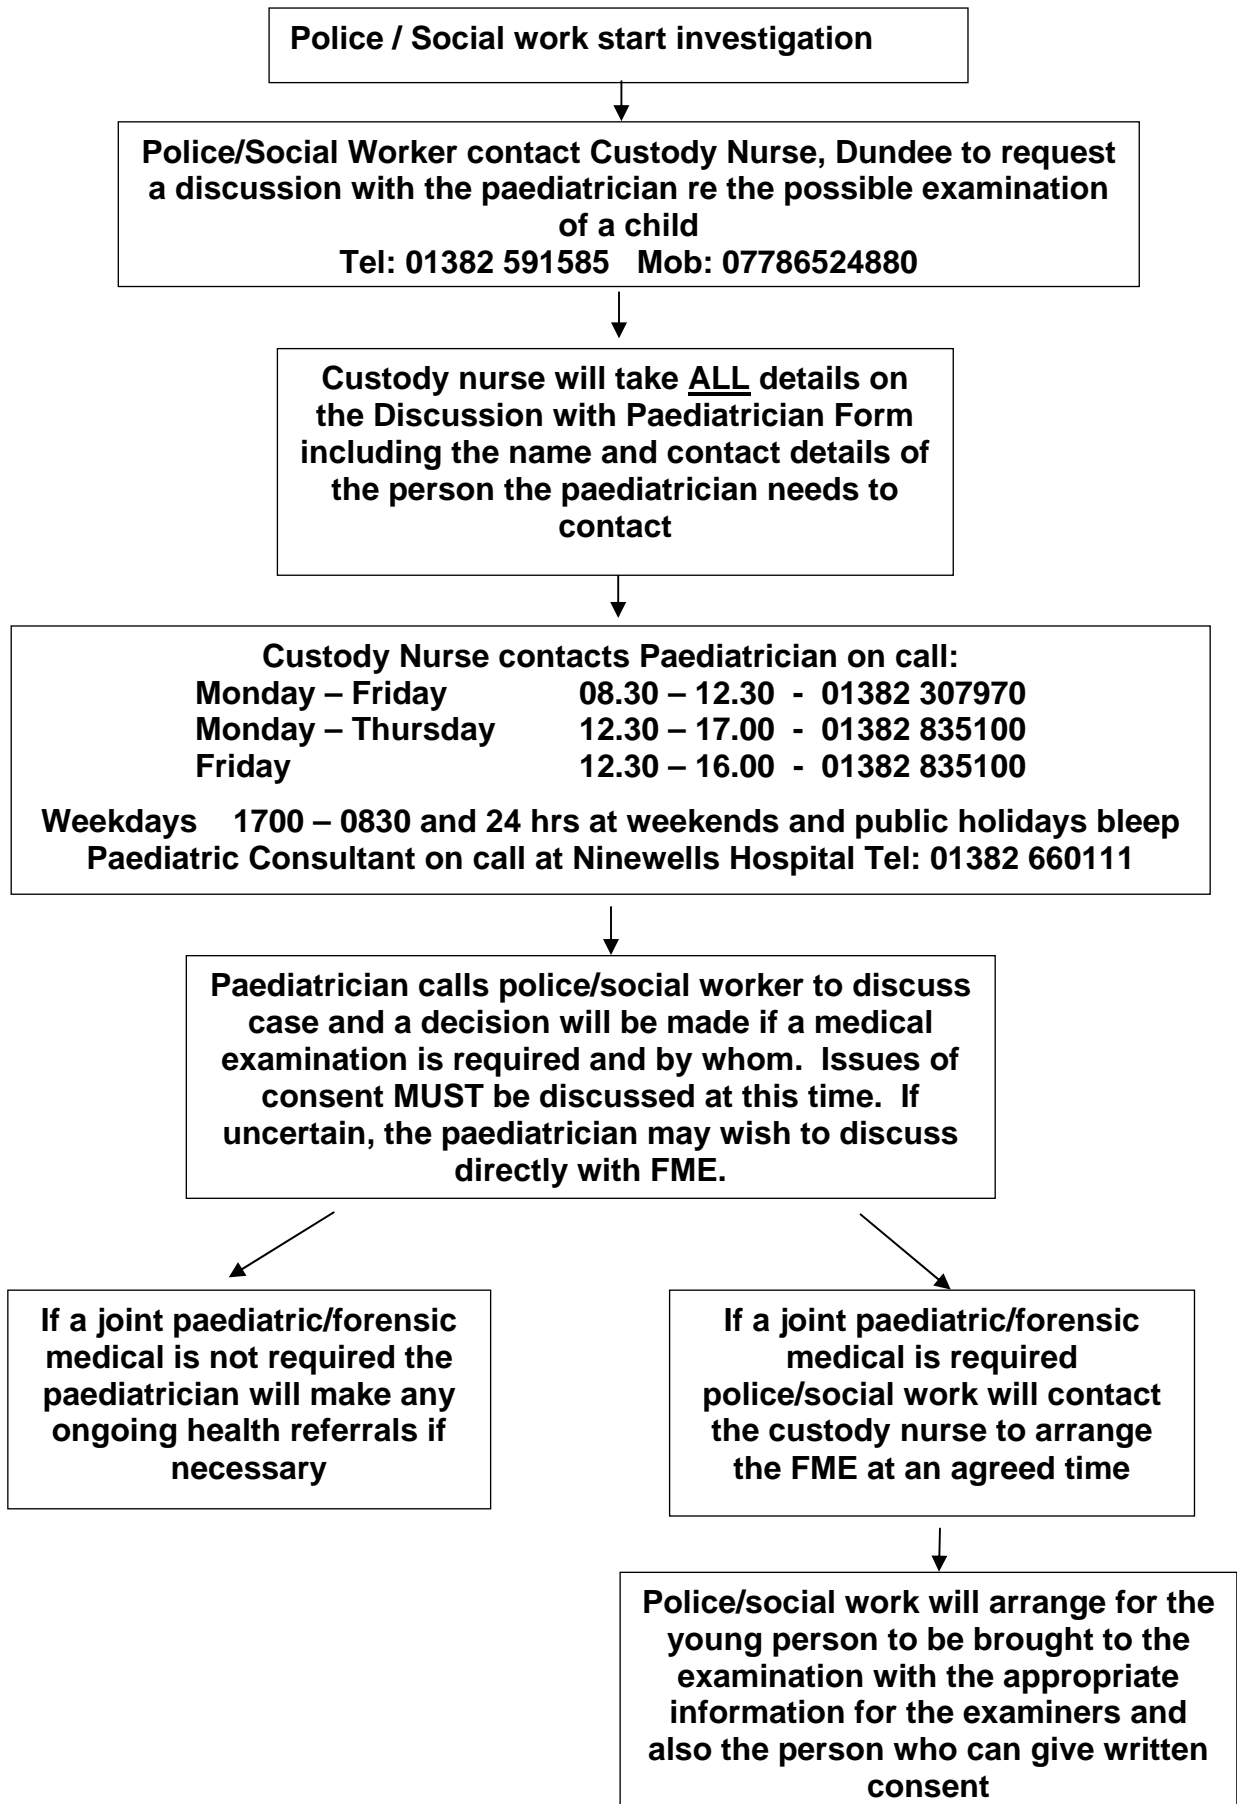 Police / Social work start investigation
Police/Social Worker contact Custody Nurse, Dundee to request
a discussion with the paediatrician re the possible examination
of a child
Tel: 01382 591585   Mob: 07786524880
Custody nurse will take ALL details on
the Discussion with Paediatrician Form
including the name and contact details of
the person the paediatrician needs to
contact
Custody Nurse contacts Paediatrician on call:
Monday – Friday 08.30 – 12.30 - 01382 307970
Monday – Thursday 12.30 – 17.00 - 01382 835100
Friday 12.30 – 16.00 - 01382 835100
Weekdays 1700 – 0830 and 24 hrs at weekends and public holidays bleep
Paediatric Consultant on call at Ninewells Hospital Tel: 01382 660111
Paediatrician calls police/social worker to discuss
case and a decision will be made if a medical
examination is required and by whom. Issues of
consent MUST be discussed at this time. If
uncertain, the paediatrician may wish to discuss
directly with FME.
If a joint paediatric/forensic
medical is not required the
paediatrician will make any
ongoing health referrals if
necessary
If a joint paediatric/forensic
medical is required
police/social work will contact
the custody nurse to arrange
the FME at an agreed time
Police/social work will arrange for the
young person to be brought to the
examination with the appropriate
information for the examiners and
also the person who can give written
consent